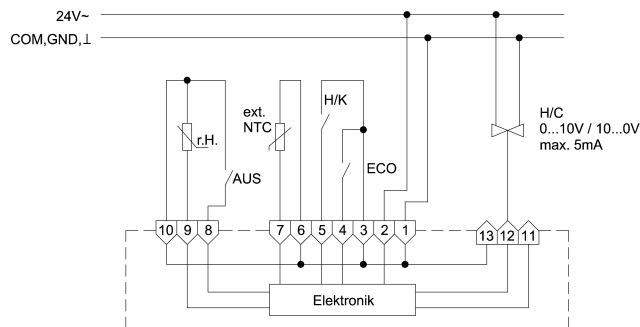 24V~
COM,GND,⊥
r.H.
AUS
ext.
NTC
H/K
ECO
H/C
0...10V / 10...0V
max. 5mA
10 9 8 7 6 5 4 3 2 1 13 12 11
Elektronik